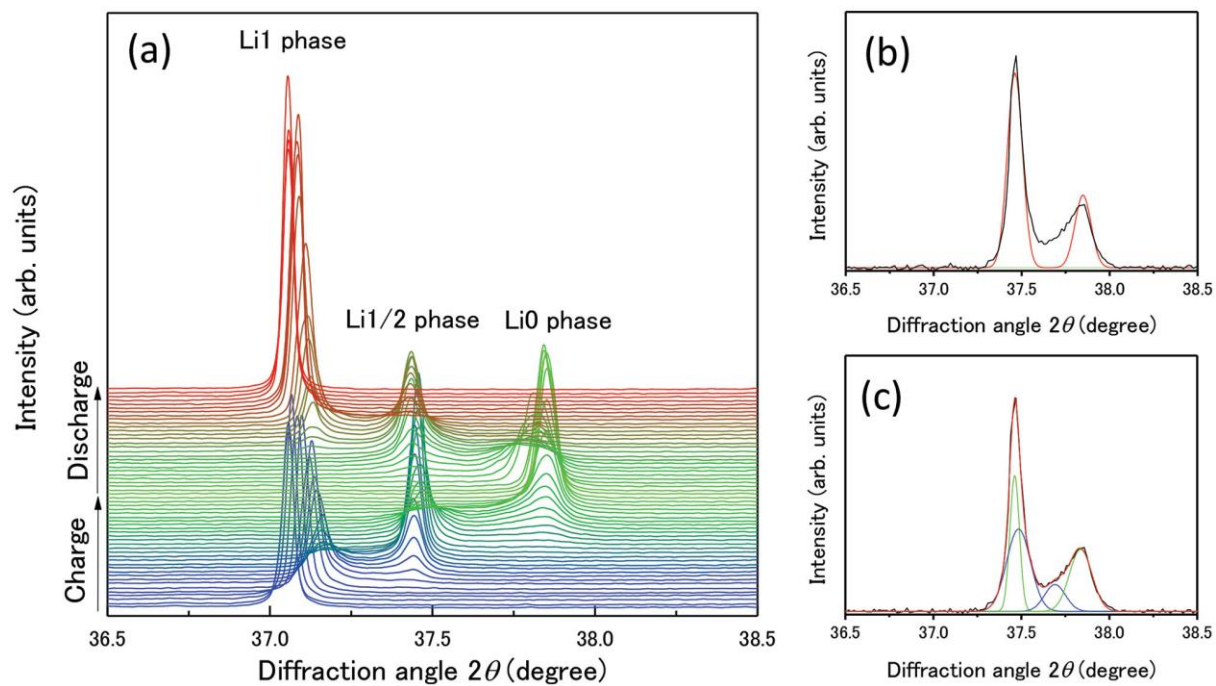 (a)
Li1 phase
Li1/2 phase
Li0 phase
Intensity (arb. units)
Charge
Discharge
36.5 37.0 37.5 38.0 38.5
Diffraction angle 2θ (degree)
(b)
Intensity (arb. units)
36.5 37.0 37.5 38.0 38.5
Diffraction angle 2θ (degree)
(c)
Intensity (arb. units)
36.5 37.0 37.5 38.0 38.5
Diffraction angle 2θ (degree)